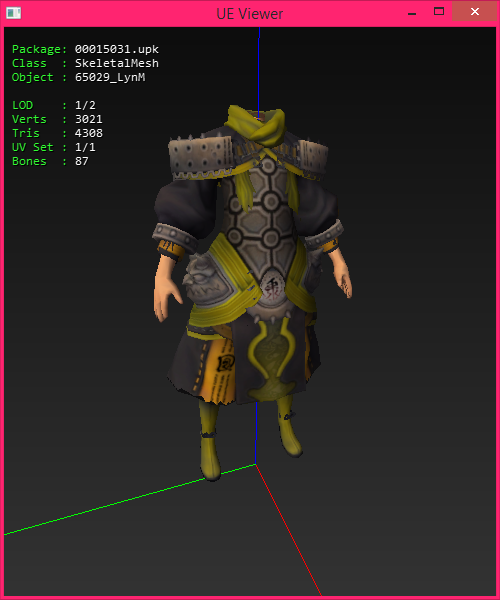 UE Viewer
Package: 00015031.upk
Class : SkeletalMesh
Object : 65029_LynM
LOD : 1/2
Verts : 3021
Tris : 4308
UV Set : 1/1
Bones : 87